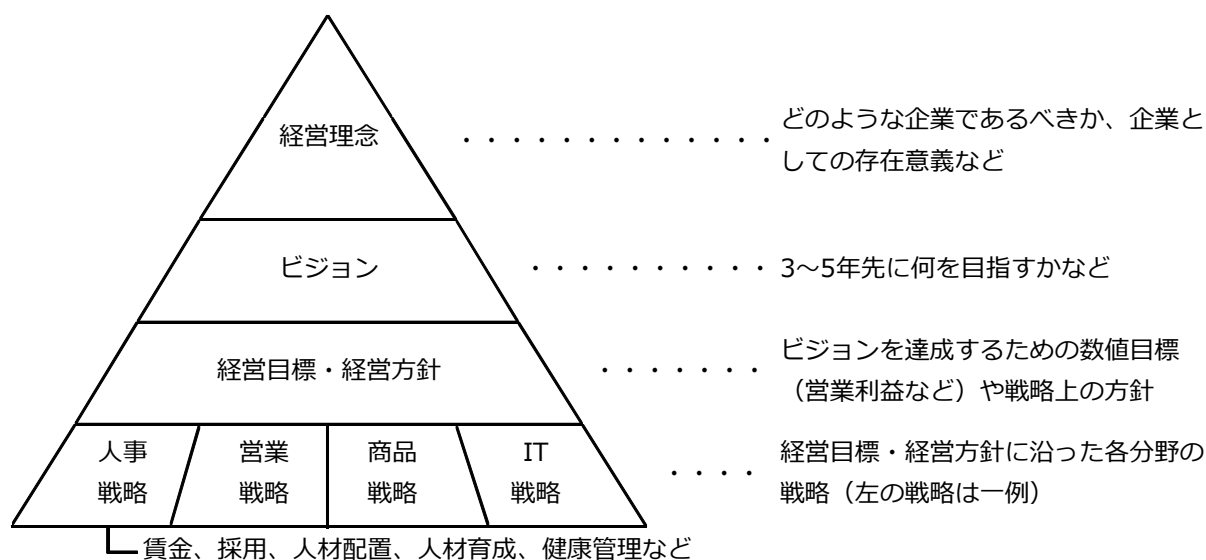 経営理念 ・・・・・・・・・・・・・ どのような企業であるべきか、企業と
しての存在意義など
ビジョン ・・・・・・・・・・ 3～5年先に何を目指すかなど
経営目標・経営方針 ・・・・・・・ ビジョンを達成するための数値目標
（営業利益など）や戦略上の方針
人事
戦略
営業
戦略
商品
戦略
IT
戦略
・・・・ 経営目標・経営方針に沿った各分野の
戦略（左の戦略は一例）
賃金、採用、人材配置、人材育成、健康管理など